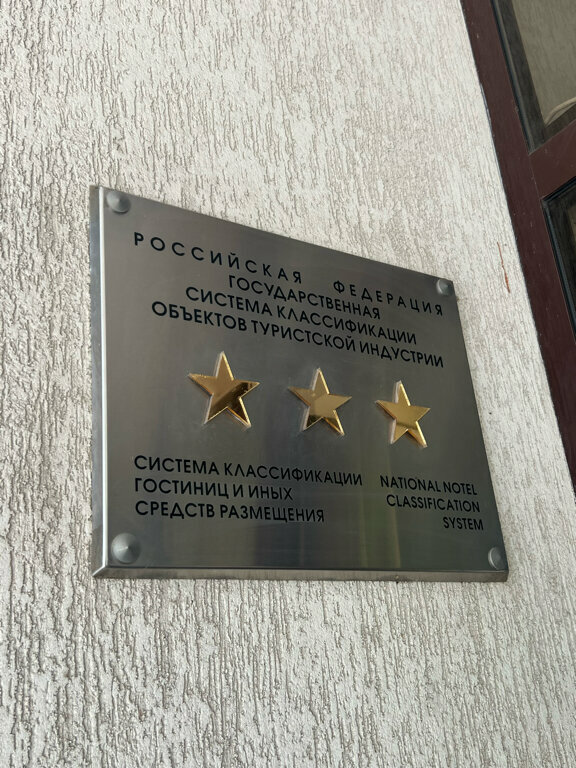 РОССИЙСКАЯ ФЕДЕРАЦИЯ
ГОСУДАРСТВЕННАЯ
СИСТЕМА КЛАССИФИКАЦИИ
ОБЪЕКТОВ ТУРИСТСКОЙ ИНДУСТРИИ
СИСТЕМА КЛАССИФИКАЦИИ
ГОСТИНИЦ И ИНЫХ
СРЕДСТВ РАЗМЕЩЕНИЯ
NATIONAL NOTEL
CLASSIFICATION
SYSTEM